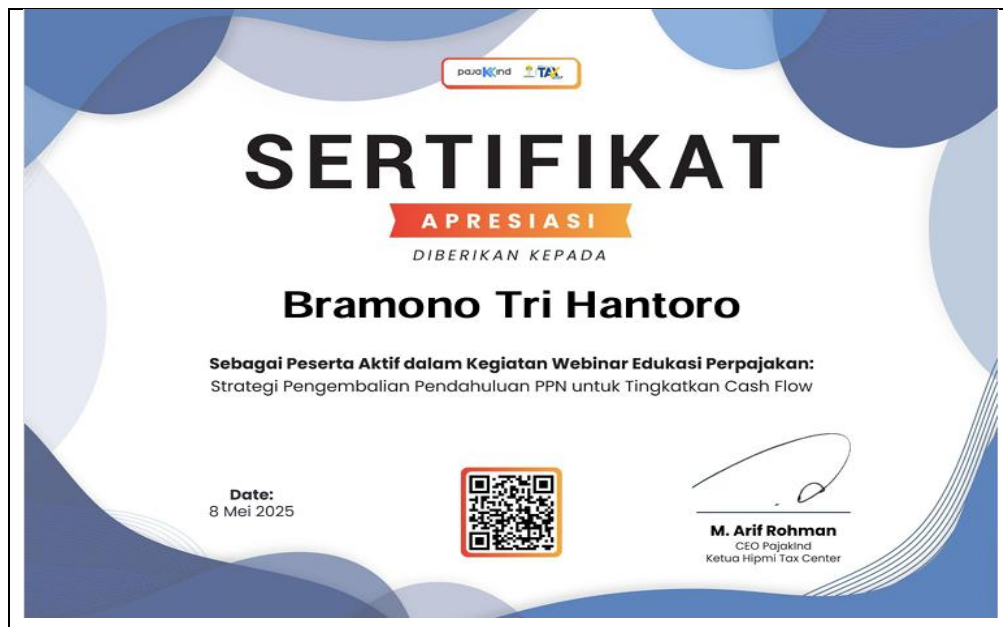 pajakind TAX
SERTIFIKAT
APRESIASI
DIBERIKAN KEPADA
Bramono Tri Hantoro
Sebagai Peserta Aktif dalam Kegiatan Webinar Edukasi Perpajakan:
Strategi Pengembalian Pendahuluan PPN untuk Tingkatkan Cash Flow
Date:
8 Mei 2025
M. Arif Rohman
CEO PajakInd
Ketua Hipmi Tax Center